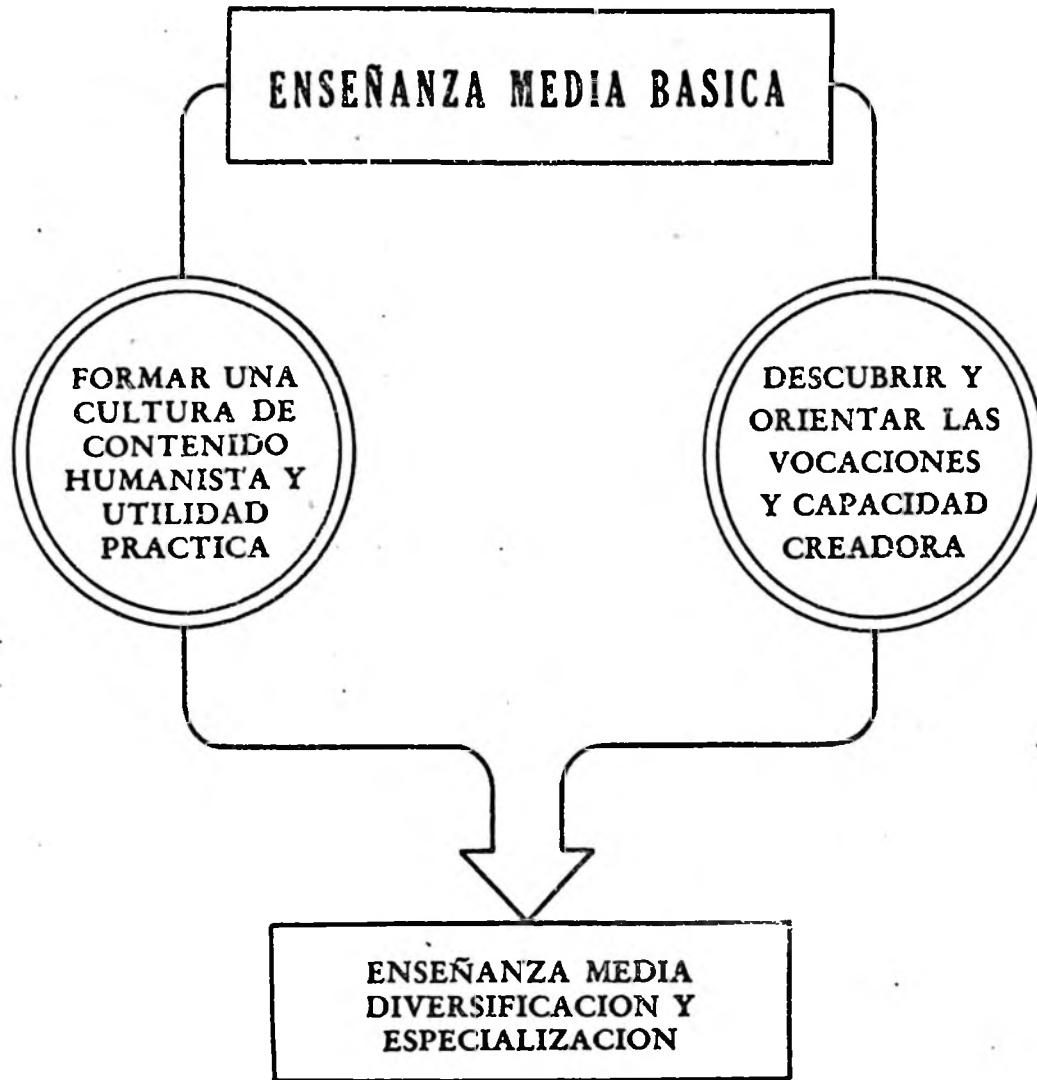 ENSEÑANZA MEDIA BASICA
FORMAR UNA
CULTURA DE
CONTENIDO
HUMANISTA Y
UTILIDAD
PRACTICA
DESCUBRIR Y
ORIENTAR LAS
VOCACIONES
Y CAPACIDAD
CREADORA
ENSEÑANZA MEDIA
DIVERSIFICACION Y
ESPECIALIZACION